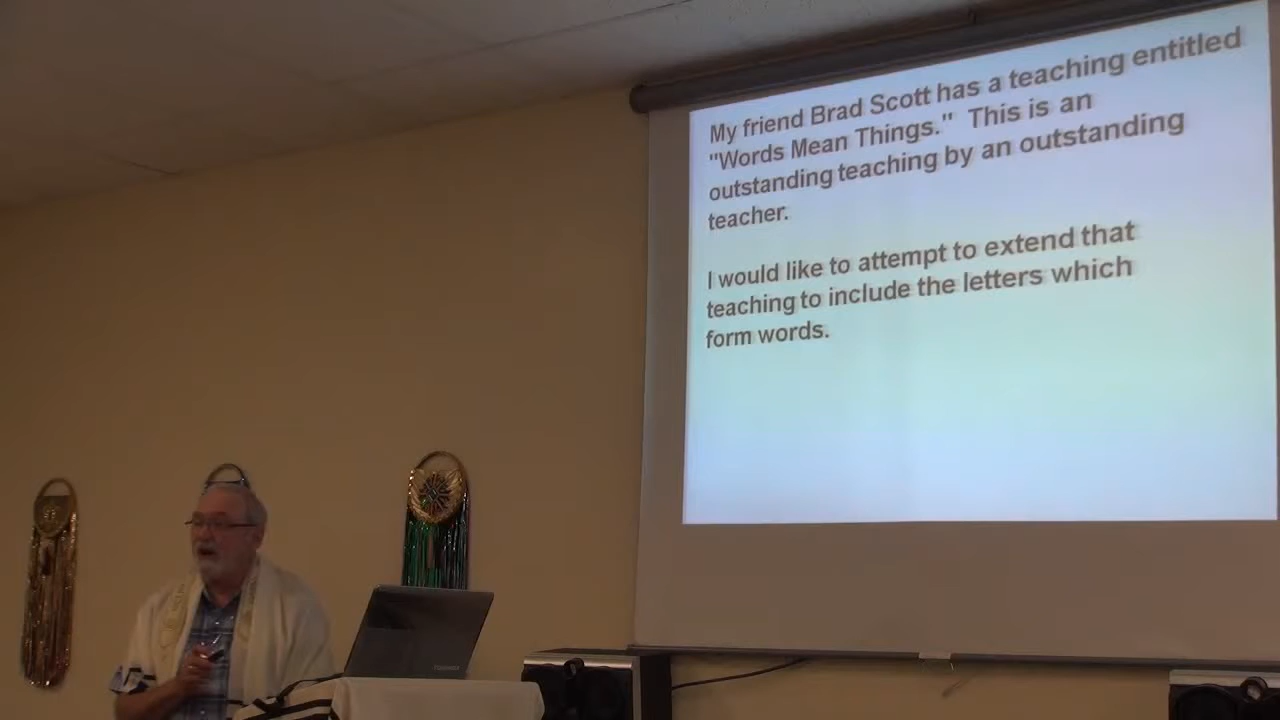 My friend Brad Scott has a teaching entitled
"Words Mean Things."  This is an
outstanding teaching by an outstanding
teacher.
I would like to attempt to extend that
teaching to include the letters which
form words.
TOSHIBA